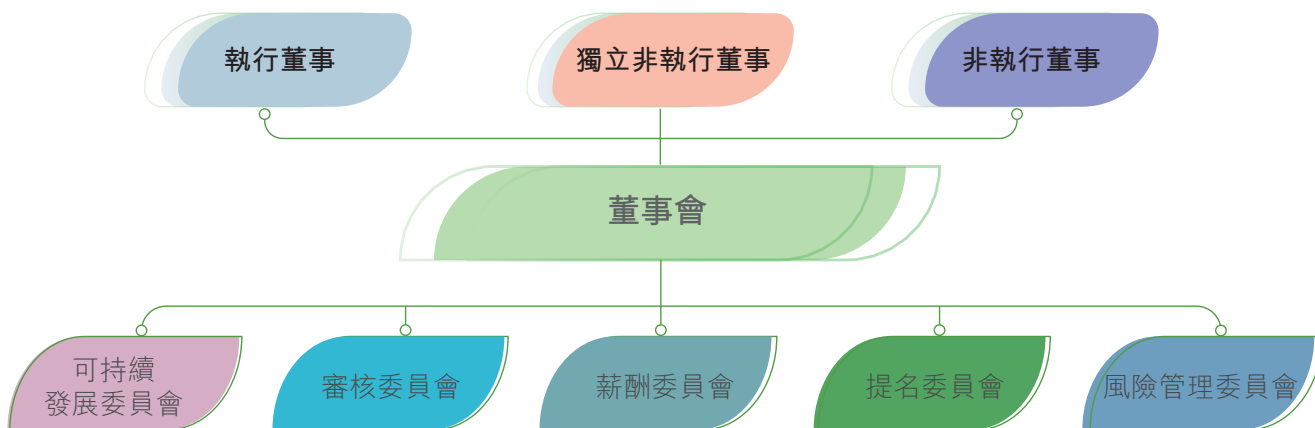 執行董事
獨立非執行董事
非執行董事
董事會
可持續
發展委員會
審核委員會
薪酬委員會
提名委員會
風險管理委員會